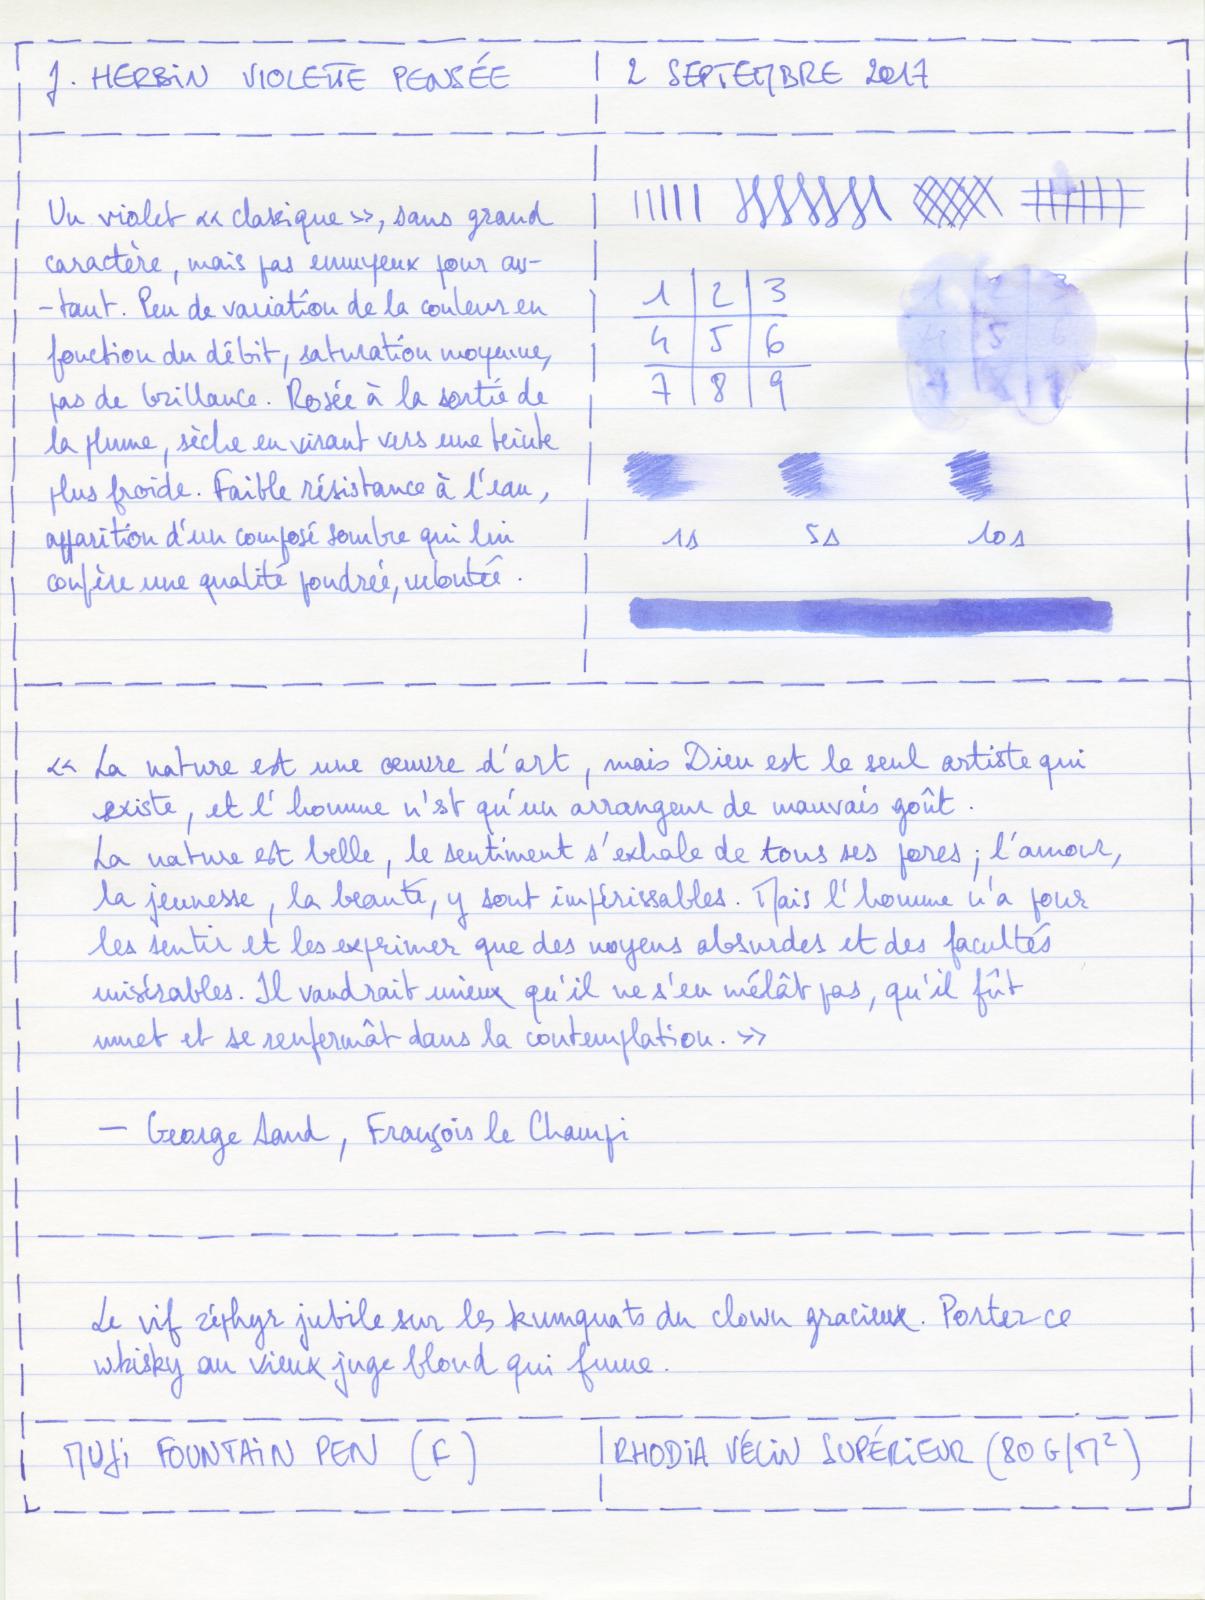 J. HERBIN VIOLETTE PENSÉE
2 SEPTEMBRE 2017
Un violet « classique », sans grand
caractère, mais pas ennuyeux pour au-
-tant. Peu de variation de la couleur en
fonction du débit, saturation moyenne,
pas de brillance. Rosée à la sortie de
la plume, sèche en virant vers une teinte
plus froide. Faible résistance à l'eau,
apparition d'un composé sombre qui lui
confère une qualité poudrée, veloutée.
1 2 3
4 5 6
7 8 9
1 2 3
4 5 6
7 8 9
1s 5s 10s
« La nature est une œuvre d'art, mais Dieu est le seul artiste qui
existe, et l'homme n'est qu'un arrangeur de mauvais goût.
La nature est belle, le sentiment s'exhale de tous ses pores ; l'amour,
la jeunesse, la beauté, y sont impérissables. Mais l'homme n'a pour
les sentir et les exprimer que des moyens absurdes et des facultés
misérables. Il vaudrait mieux qu'il ne s'en mêlât pas, qu'il fût
muet et se renfermât dans la contemplation. »
— George Sand, François le Champi
Le vif zéphyr jubile sur les kumquats du clown gracieux. Portez ce
whisky au vieux juge blond qui fume.
MUJI FOUNTAIN PEN (F)
RHODIA VÉLIN SUPÉRIEUR (80 G/M²)